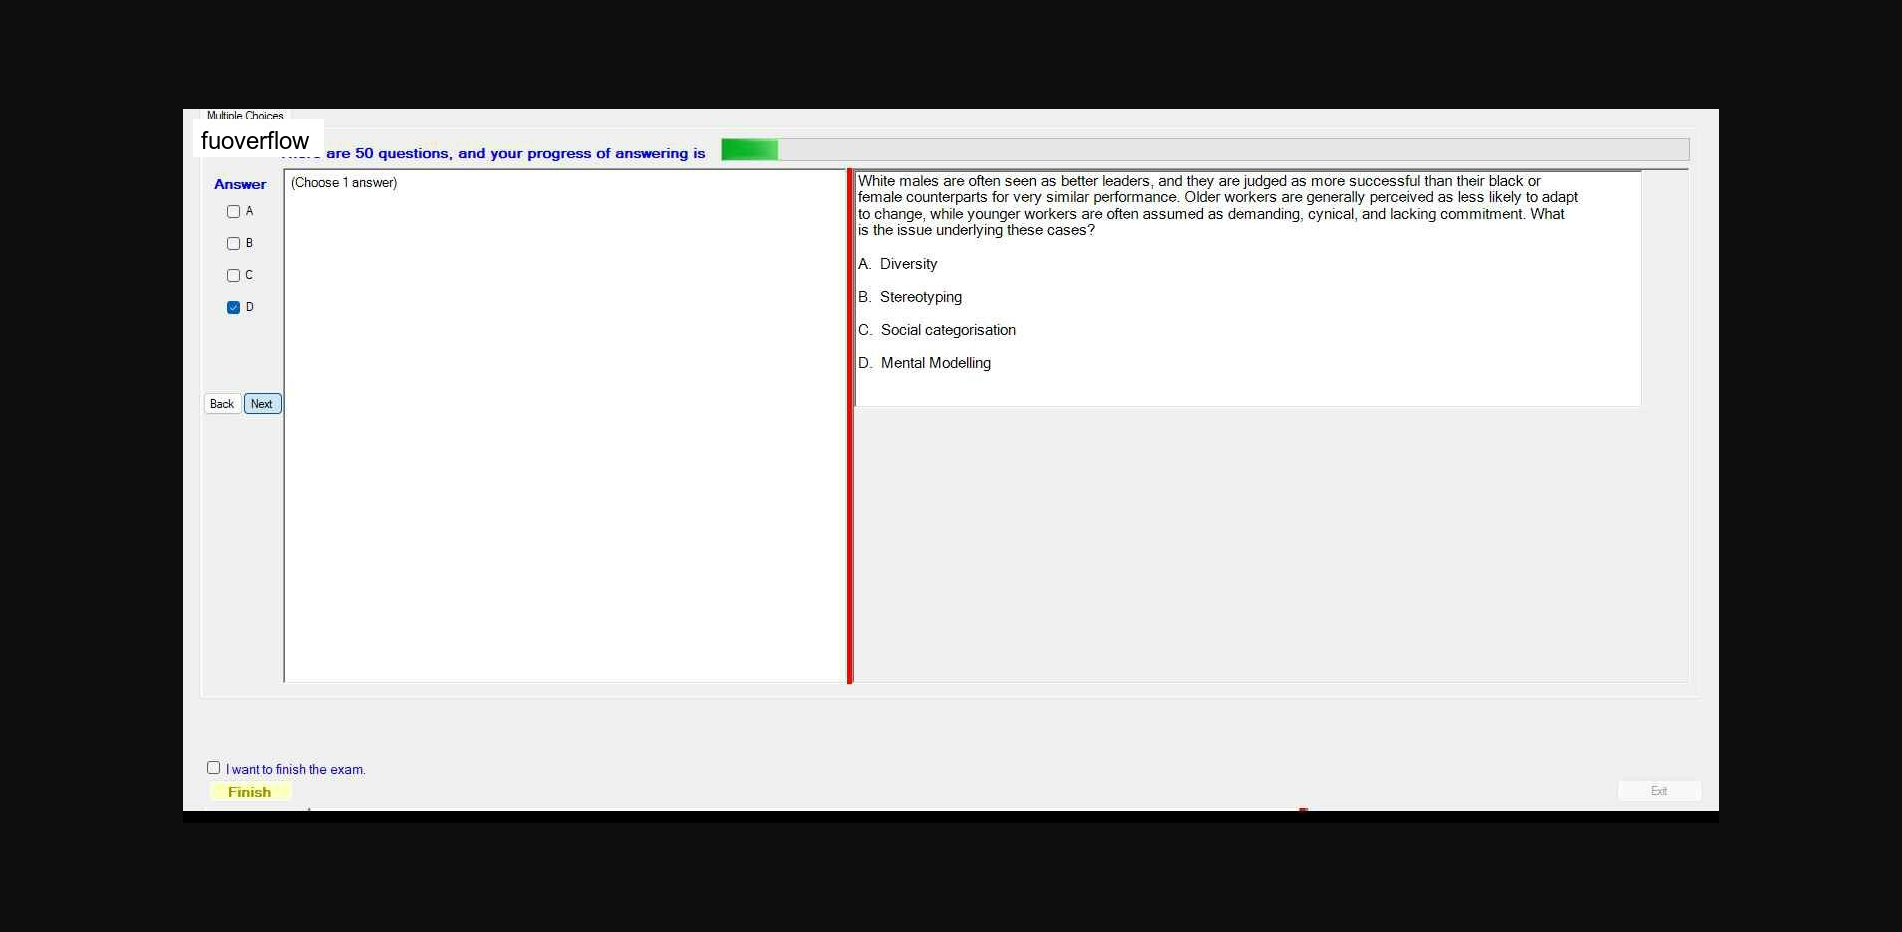 Multiple Choices
fuoverflow
are 50 questions, and your progress of answering is
Answer
(Choose 1 answer)
A
B
C
D
Back
Next
White males are often seen as better leaders, and they are judged as more successful than their black or
female counterparts for very similar performance. Older workers are generally perceived as less likely to adapt
to change, while younger workers are often assumed as demanding, cynical, and lacking commitment. What
is the issue underlying these cases?
A. Diversity
B. Stereotyping
C. Social categorisation
D. Mental Modelling
I want to finish the exam.
Finish
Exit